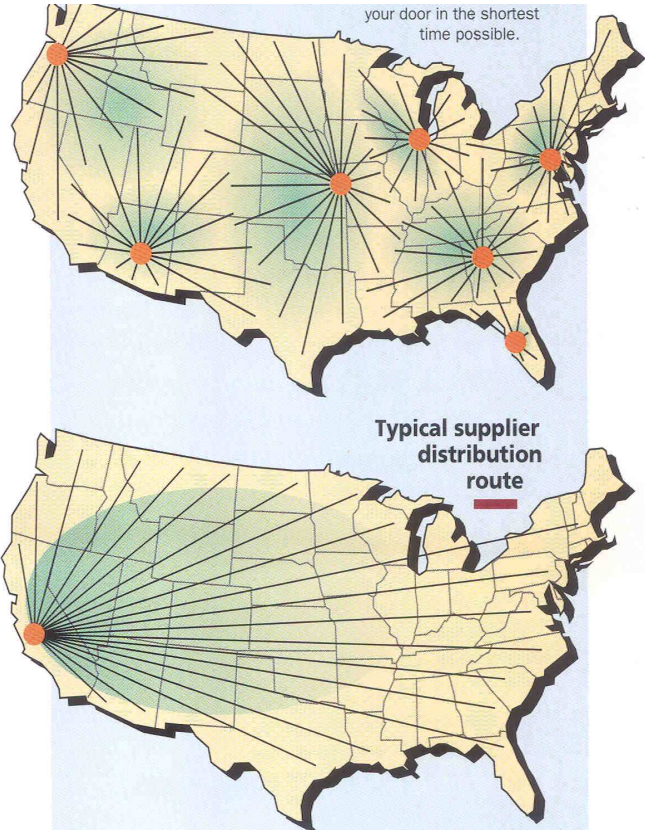 your door in the shortest
time possible.
Typical supplier
distribution
route